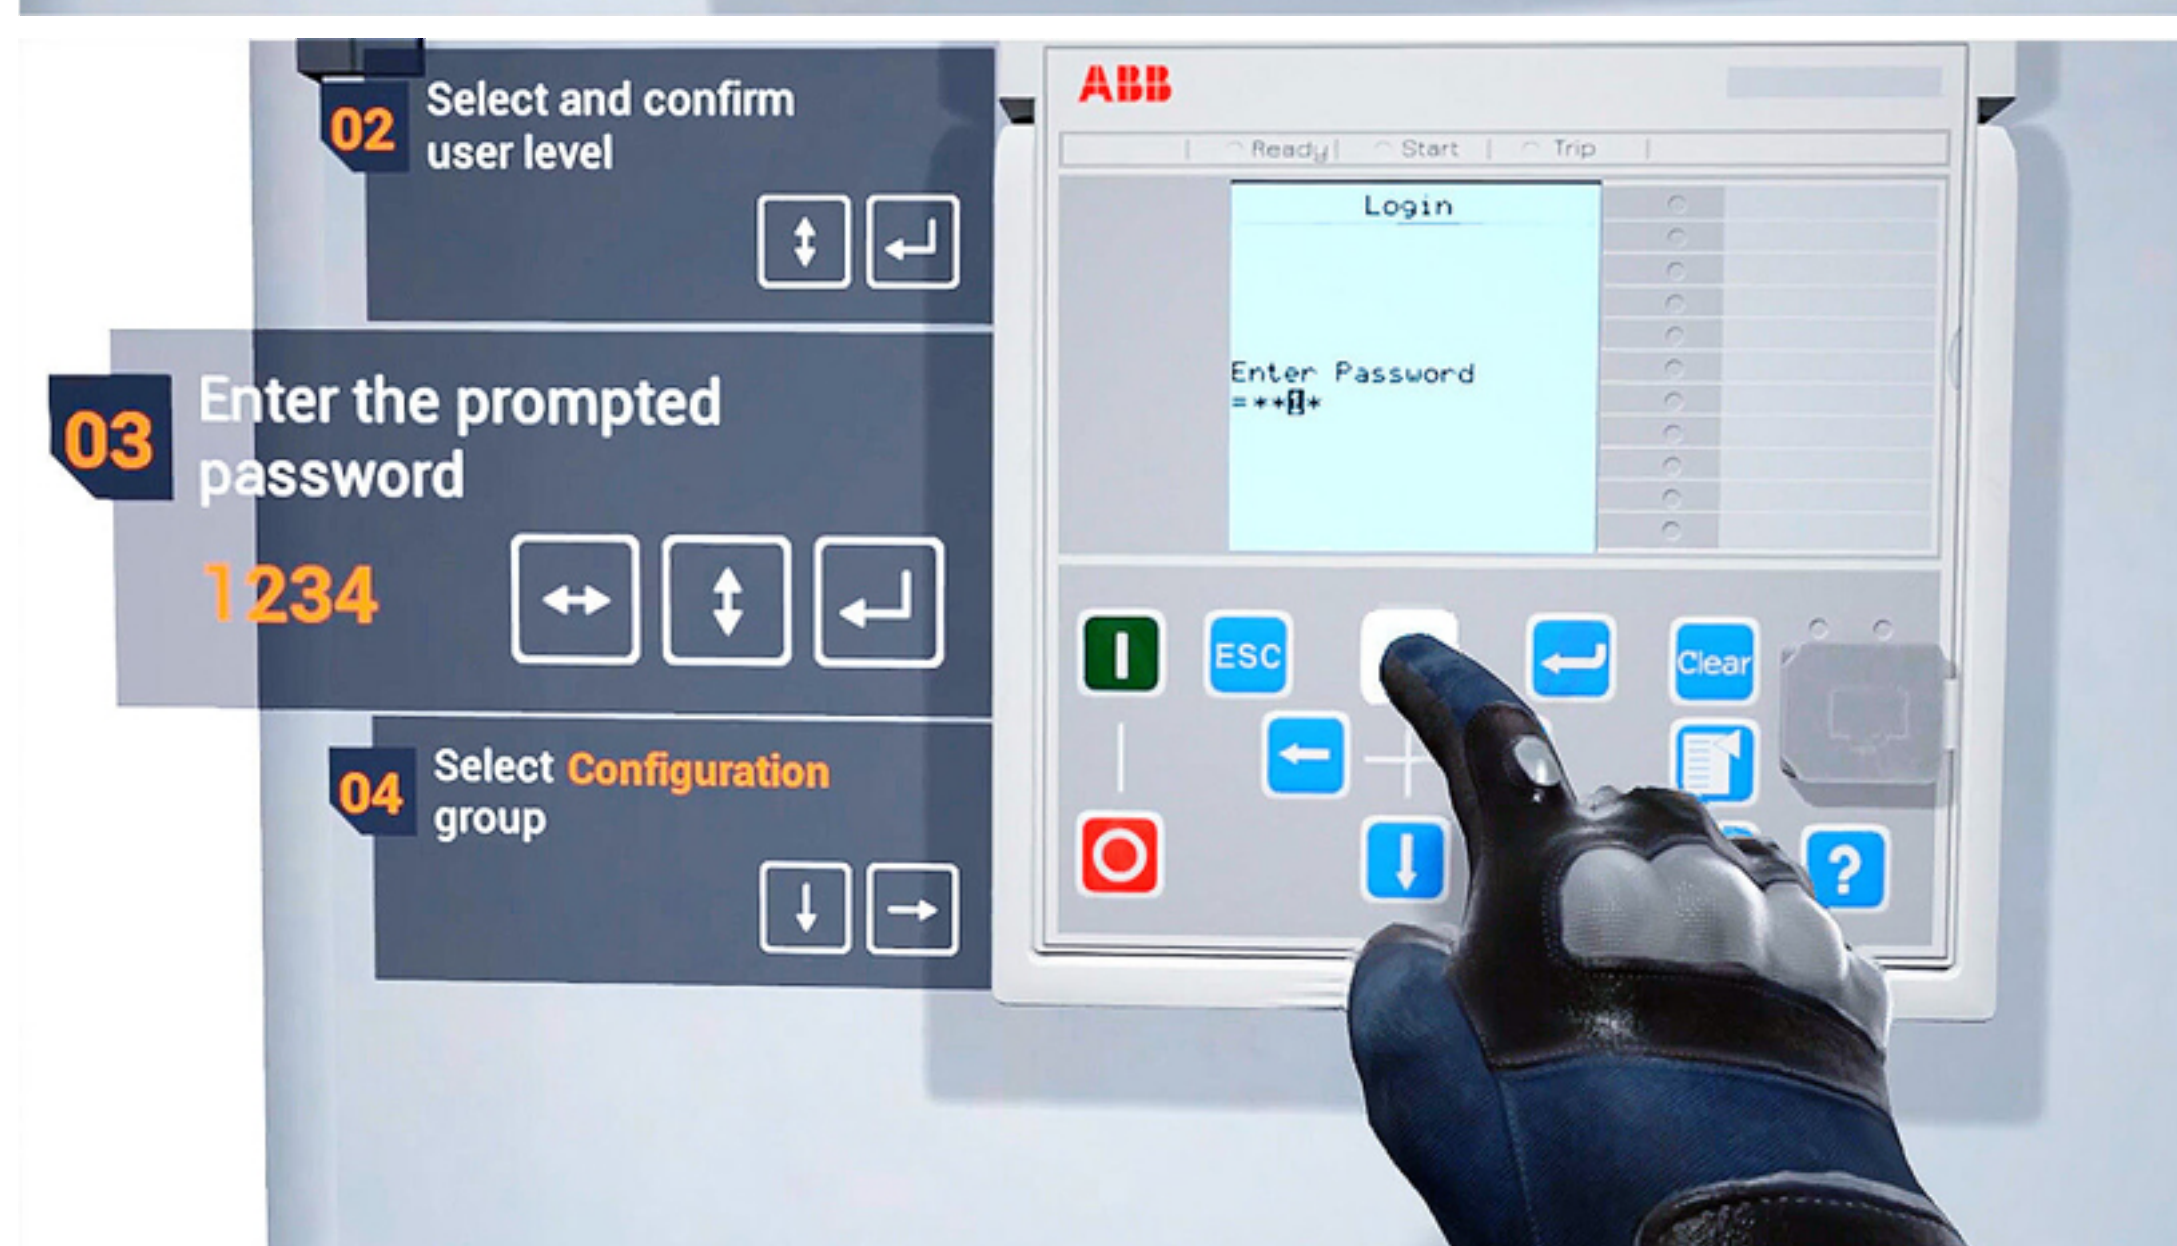 02
Select and confirm
user level
03
Enter the prompted
password
1234
04
Select Configuration
group
ABB
Ready
Start
Trip
Login
Enter Password
=**1*
ESC
Clear
?